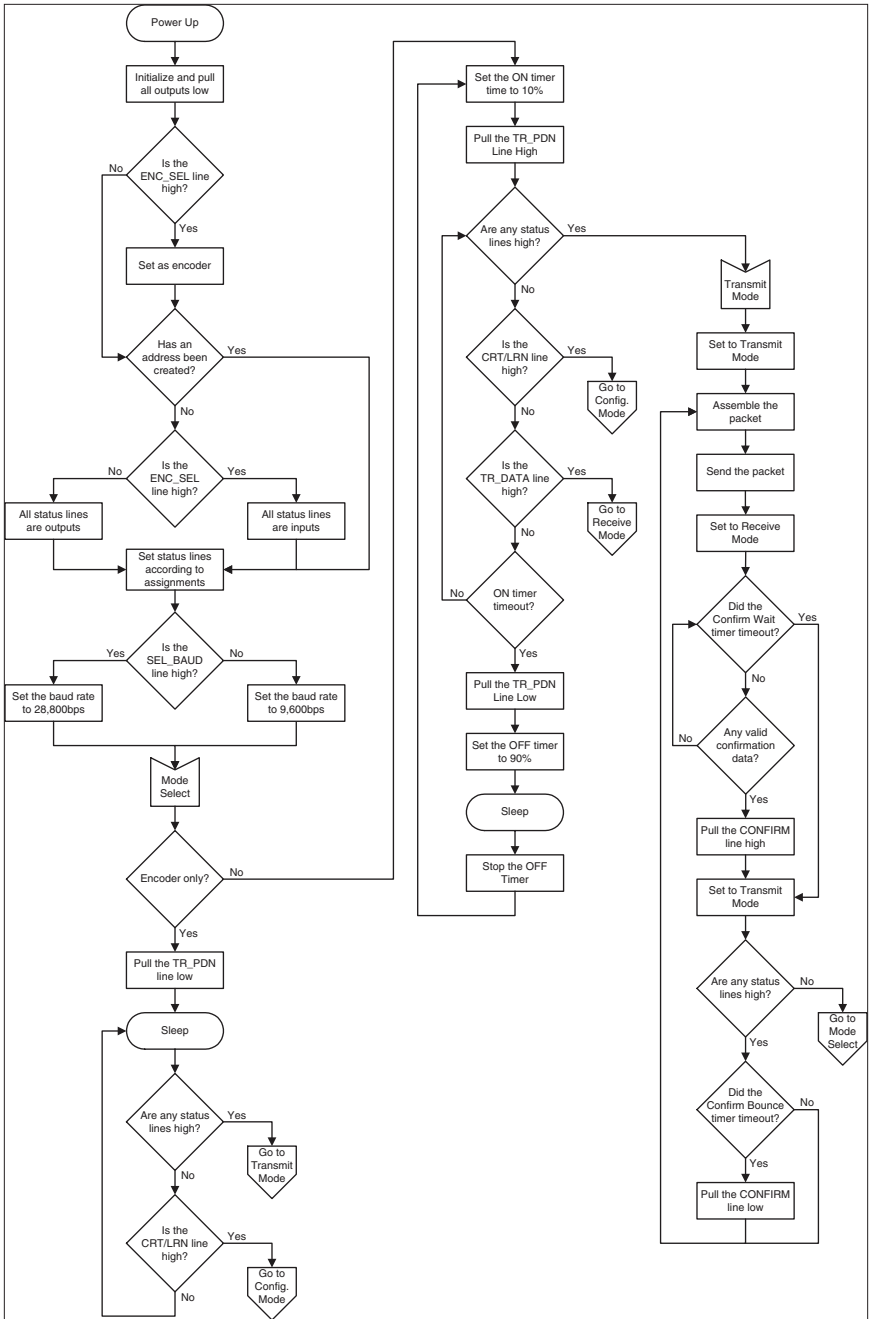 Power Up
Initialize and pull
all outputs low
Is the
ENC_SEL line
high?
No
Yes
Set as encoder
Has an
address been
created?
Yes
No
Is the
ENC_SEL
line high?
No
Yes
All status lines
are outputs
All status lines
are inputs
Set status lines
according to
assignments
Is the
SEL_BAUD
line high?
Yes
No
Set the baud rate
to 28,800bps
Set the baud rate
to 9,600bps
Mode
Select
Encoder only?
No
Yes
Pull the TR_PDN
line low
Sleep
Are any status
lines high?
Yes
Go to
Transmit
Mode
No
Is the
CRT/LRN line
high?
Yes
Go to
Config.
Mode
No
Set the ON timer
time to 10%
Pull the TR_PDN
Line High
Are any status
lines high?
Yes
No
Is the
CRT/LRN line
high?
Yes
Go to
Config.
Mode
No
Is the
TR_DATA line
high?
Yes
Go to
Receive
Mode
No
ON timer
timeout?
No
Yes
Pull the TR_PDN
Line Low
Set the OFF timer
to 90%
Sleep
Stop the OFF
Timer
Transmit
Mode
Set to Transmit
Mode
Assemble the
packet
Send the packet
Set to Receive
Mode
Did the
Confirm Wait
timer timeout?
Yes
No
Any valid
confirmation
data?
No
Yes
Pull the CONFIRM
line high
Set to Transmit
Mode
Are any status
lines high?
No
Go to
Mode
Select
Yes
Did the
Confirm Bounce
timer timeout?
No
Yes
Pull the CONFIRM
line low